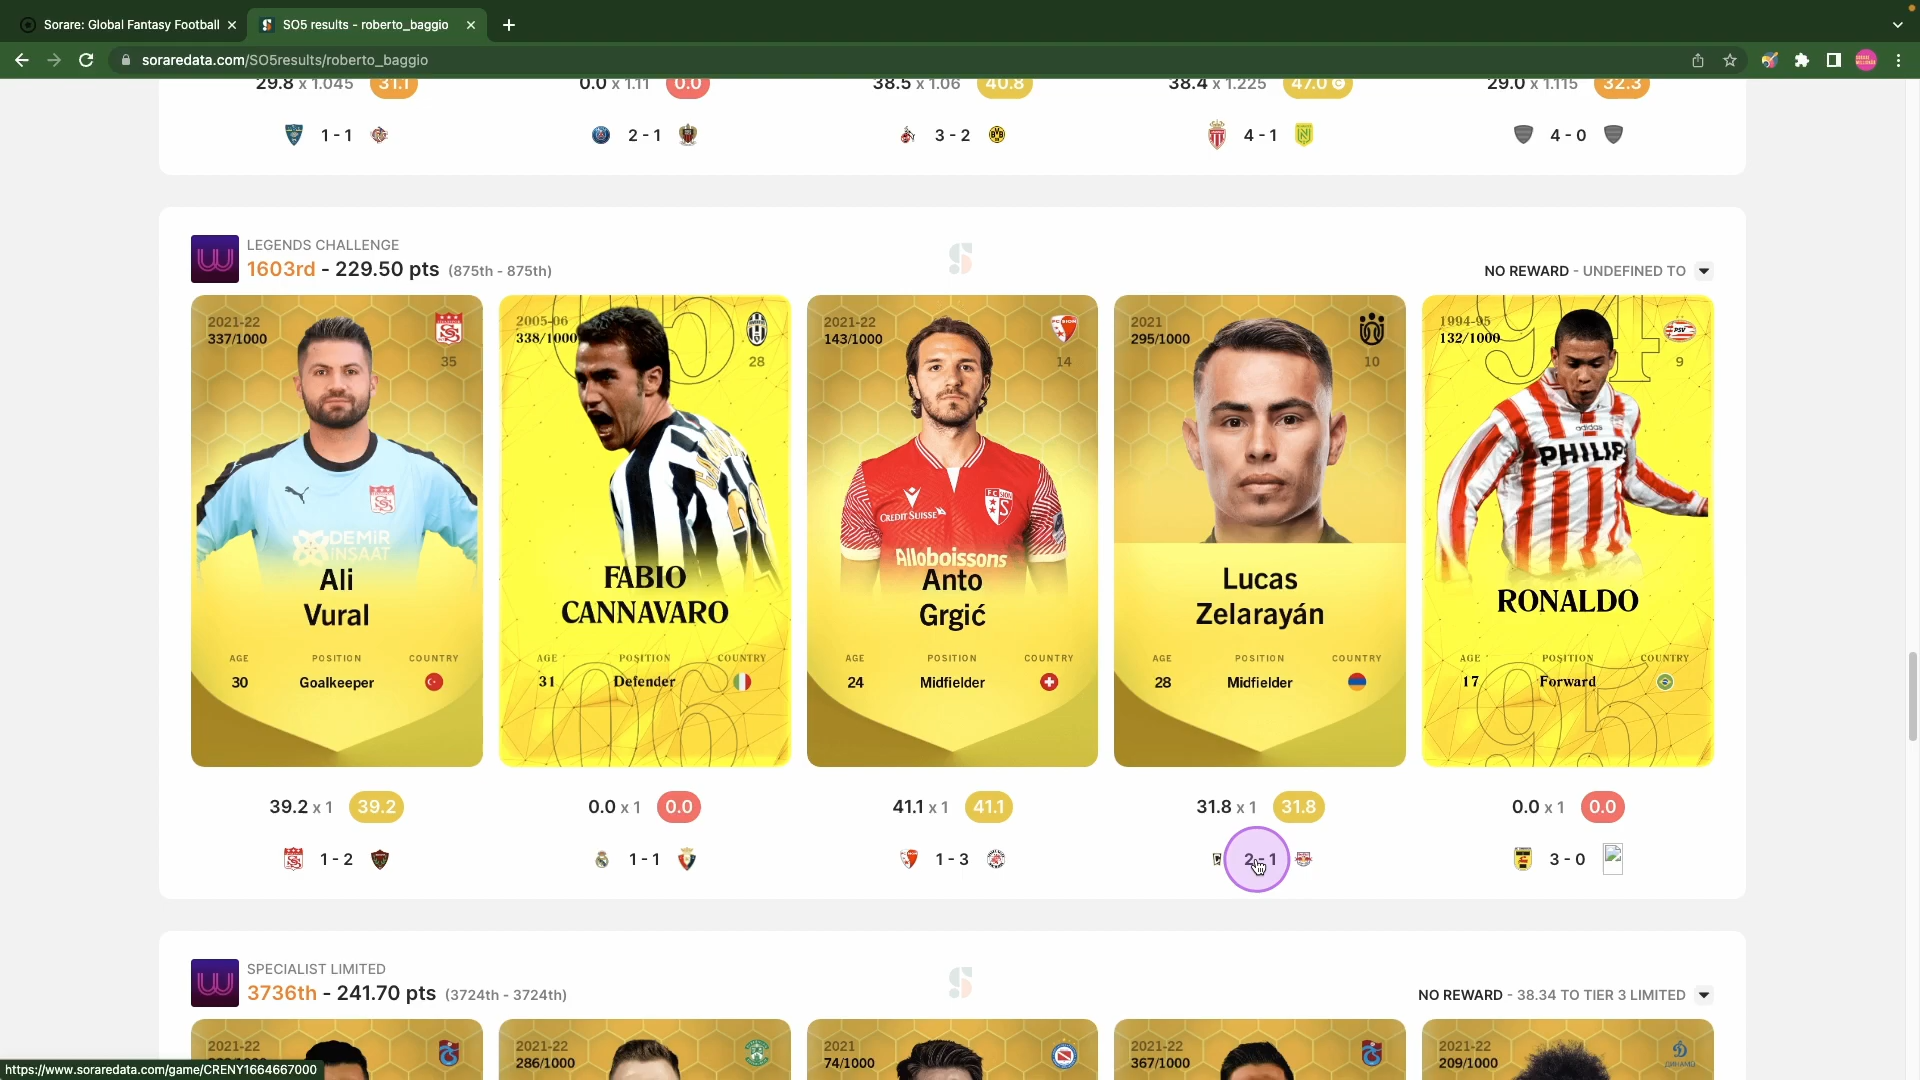 Sorare: Global Fantasy Football
SO5 results - roberto_baggio
soraredata.com/SO5results/roberto_baggio
29.8 x 1.045 31.1
0.0 x 1.11 0.0
38.5 x 1.06 40.8
38.4 x 1.225 47.0
29.0 x 1.115 32.3
1 - 1
2 - 1
3 - 2
4 - 1
4 - 0
LEGENDS CHALLENGE
1603rd - 229.50 pts (875th - 875th)
NO REWARD - UNDEFINED TO
2021-22
337/1000
35
DEMİR
İNSAAT
Ali
Vural
AGE POSITION COUNTRY
30 Goalkeeper
2005-06
338/1000
28
FABIO
CANNAVARO
AGE POSITION COUNTRY
31 Defender
2021-22
143/1000
14
CREDIT SUISSE
Alloboissons
Anto
Grgić
AGE POSITION COUNTRY
24 Midfielder
2021
295/1000
10
Lucas
Zelarayán
AGE POSITION COUNTRY
28 Midfielder
1994-95
132/1000
PSV
9
adidas
PHILIP
RONALDO
AGE POSITION COUNTRY
17 Forward
39.2 x 1 39.2
0.0 x 1 0.0
41.1 x 1 41.1
31.8 x 1 31.8
0.0 x 1 0.0
1 - 2
1 - 1
1 - 3
2 - 1
3 - 0
SPECIALIST LIMITED
3736th - 241.70 pts (3724th - 3724th)
NO REWARD - 38.34 TO TIER 3 LIMITED
2021-22
2021-22
286/1000
2021
74/1000
2021-22
367/1000
2021-22
209/1000
https://www.soraredata.com/game/CRENY1664667000